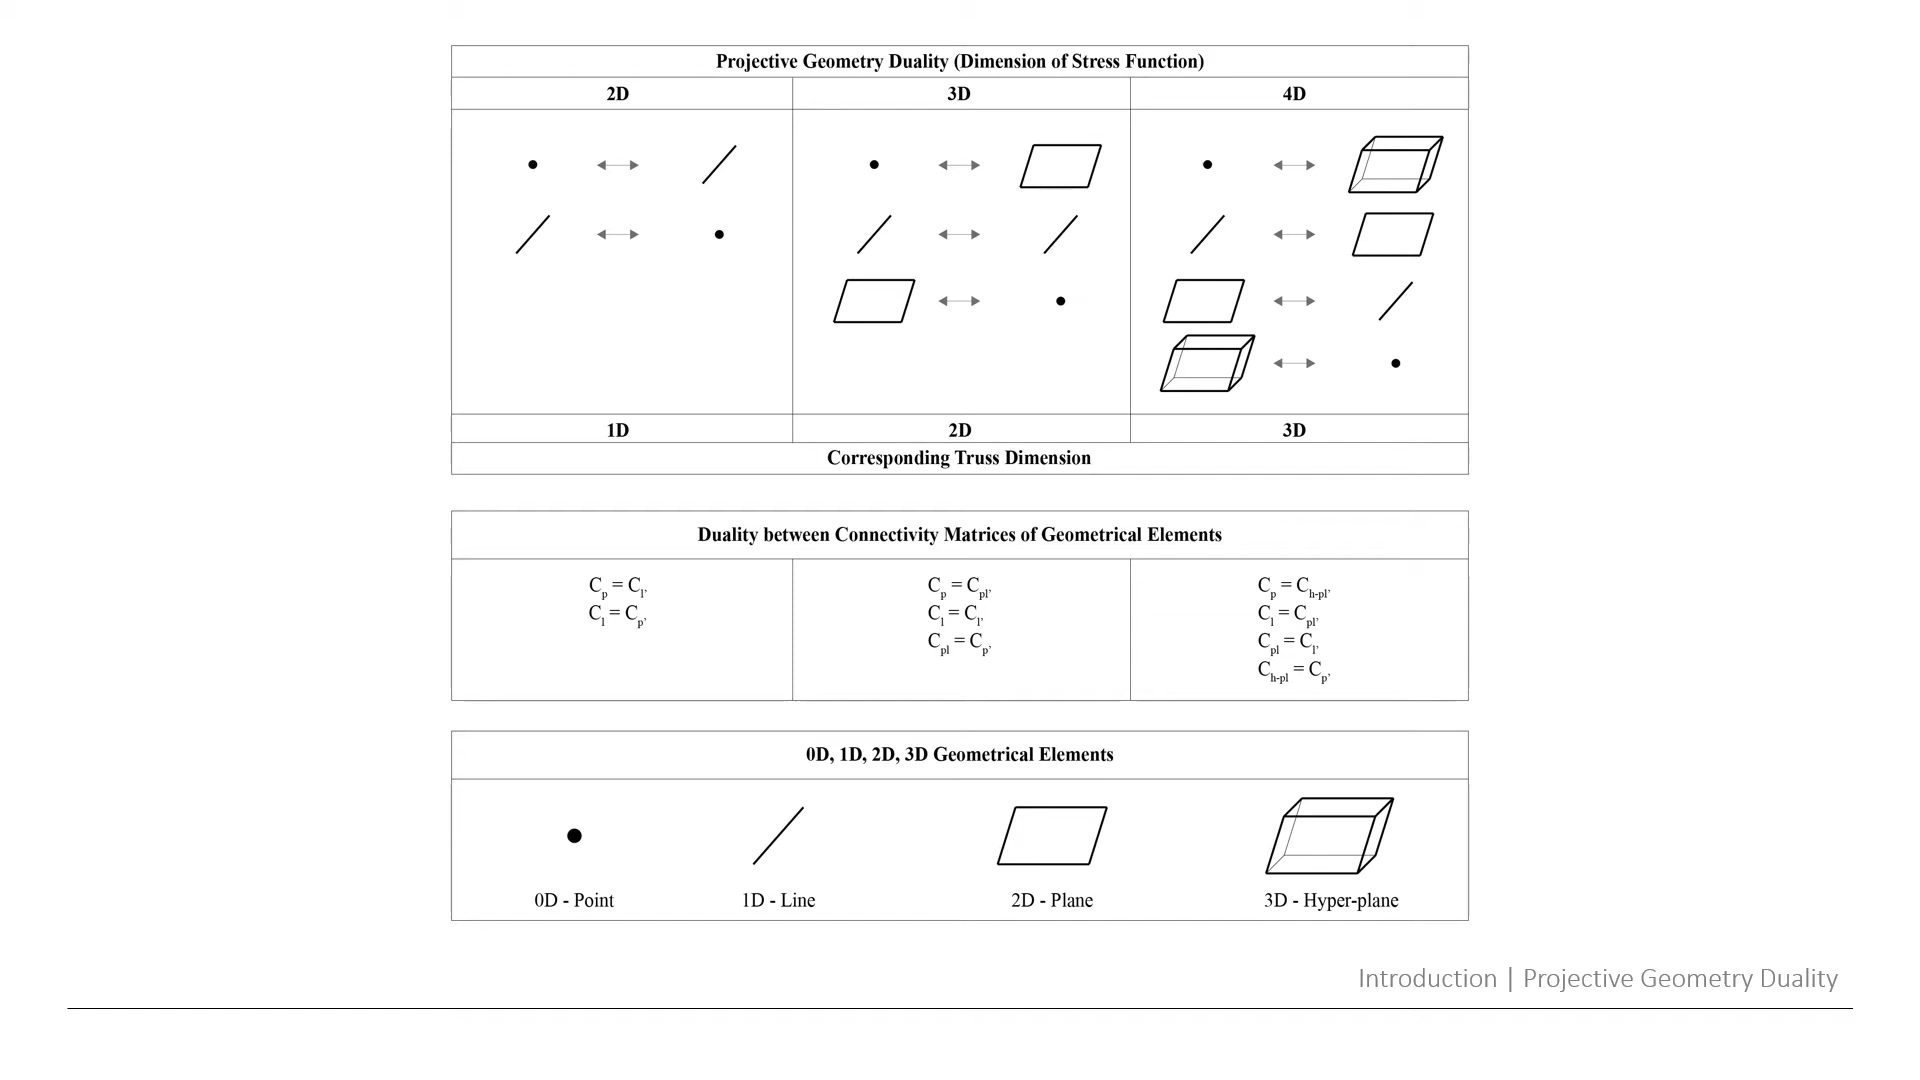 Projective Geometry Duality (Dimension of Stress Function)
2D 3D 4D
1D 2D 3D
Corresponding Truss Dimension
Duality between Connectivity Matrices of Geometrical Elements
Cp = Cl' Cp = Cpl' Cp = Ch-pl'
Cl = Cp' Cl = Cl' Cl = Cpl'
Cpl = Cp' Cpl = Cl'
Ch-pl = Cp'
0D, 1D, 2D, 3D Geometrical Elements
0D - Point 1D - Line 2D - Plane 3D - Hyper-plane
Introduction | Projective Geometry Duality